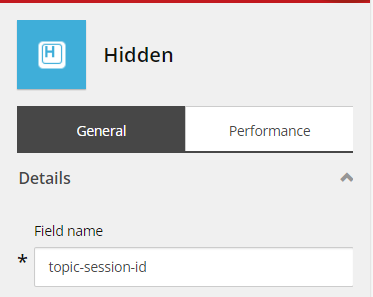 H
Hidden
General
Performance
Details
Field name
*
topic-session-id